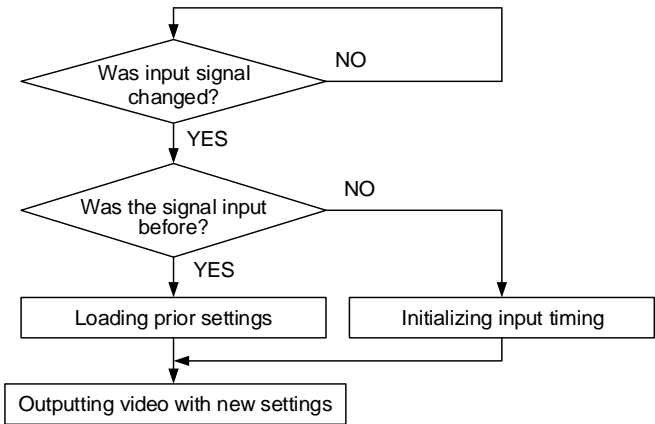 Was input signal
changed?
NO
YES
Was the signal input
before?
NO
YES
Loading prior settings
Initializing input timing
Outputting video with new settings